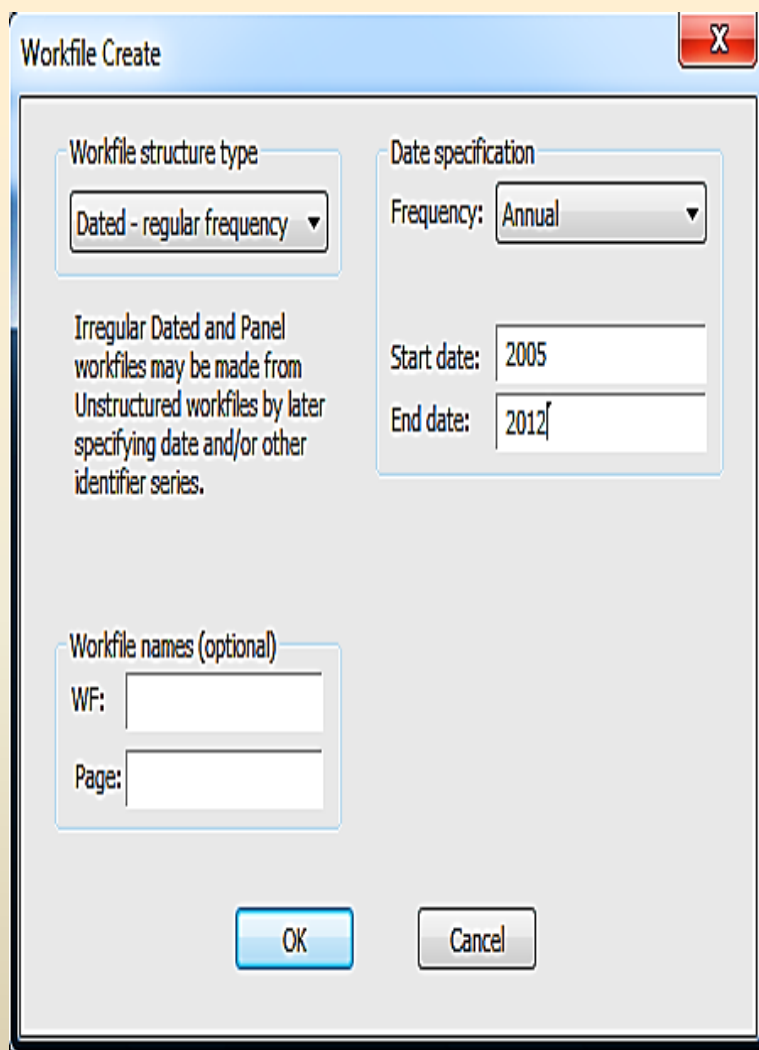 Workfile Create
X
Workfile structure type
Dated - regular frequency
Irregular Dated and Panel
workfiles may be made from
Unstructured workfiles by later
specifying date and/or other
identifier series.
Date specification
Frequency: Annual
Start date: 2005
End date: 2012
Workfile names (optional)
WF:
Page:
OK Cancel